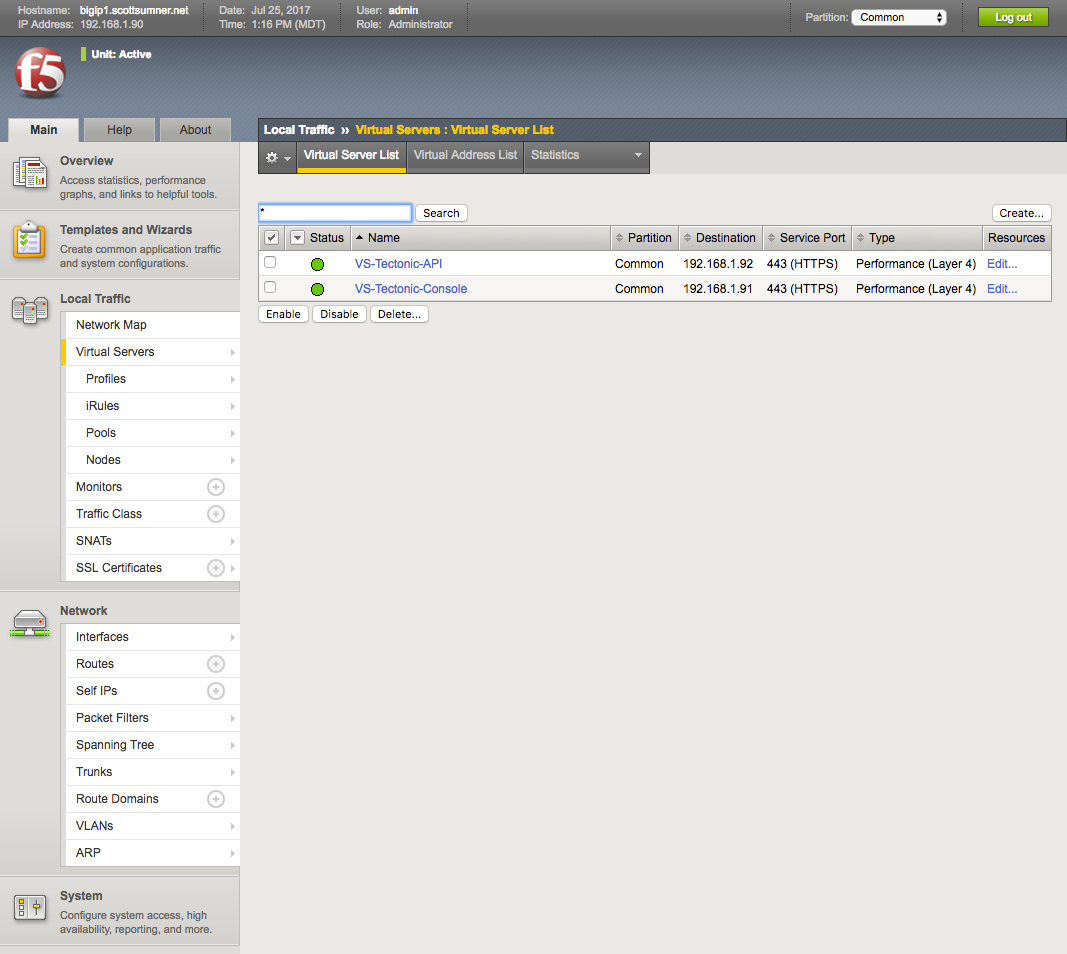 Hostname: bigip1.scottsumner.net Date: Jul 25, 2017 User: admin
IP Address: 192.168.1.90 Time: 1:16 PM (MDT) Role: Administrator
Partition: Common Log out
f5
Unit: Active
Main Help About
Local Traffic ›› Virtual Servers : Virtual Server List
Virtual Server List Virtual Address List Statistics
Overview
Access statistics, performance
graphs, and links to helpful tools.
Templates and Wizards
Create common application traffic
and system configurations.
Local Traffic
Network Map
Virtual Servers
Profiles
iRules
Pools
Nodes
Monitors
Traffic Class
SNATs
SSL Certificates
Network
Interfaces
Routes
Self IPs
Packet Filters
Spanning Tree
Trunks
Route Domains
VLANs
ARP
System
Configure system access, high
availability, reporting, and more.
* Search Create...
Status Name Partition Destination Service Port Type Resources
VS-Tectonic-API Common 192.168.1.92 443 (HTTPS) Performance (Layer 4) Edit...
VS-Tectonic-Console Common 192.168.1.91 443 (HTTPS) Performance (Layer 4) Edit...
Enable Disable Delete...